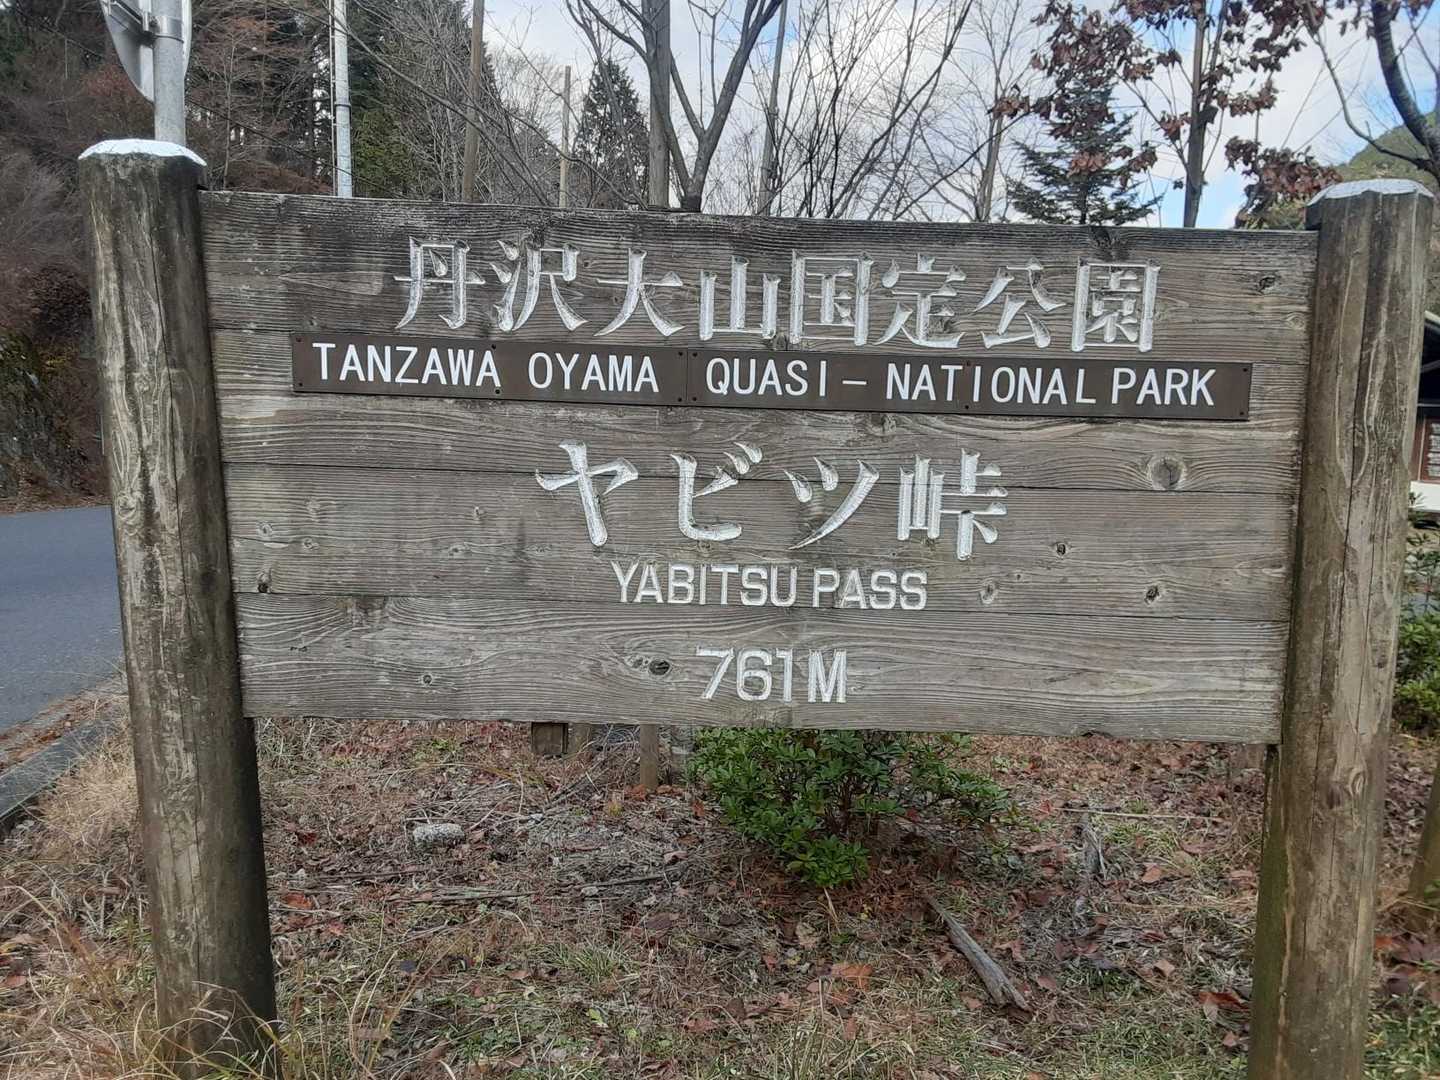 丹沢大山国定公園
TANZAWA OYAMA QUASI-NATIONAL PARK
ヤビツ峠
YABITSU PASS
761M